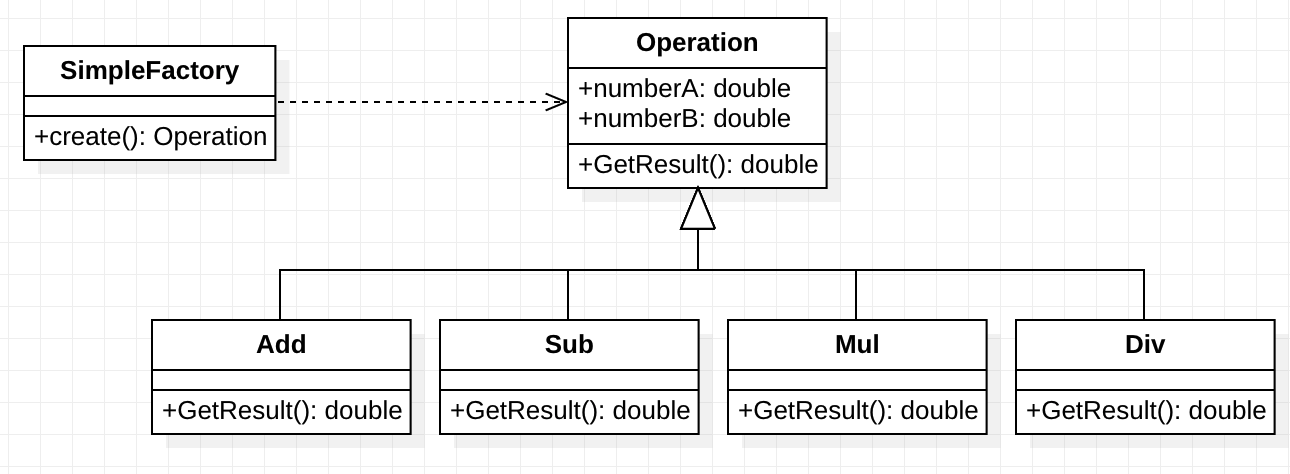 SimpleFactory
+create(): Operation
Operation
+numberA: double
+numberB: double
+GetResult(): double
Add
+GetResult(): double
Sub
+GetResult(): double
Mul
+GetResult(): double
Div
+GetResult(): double